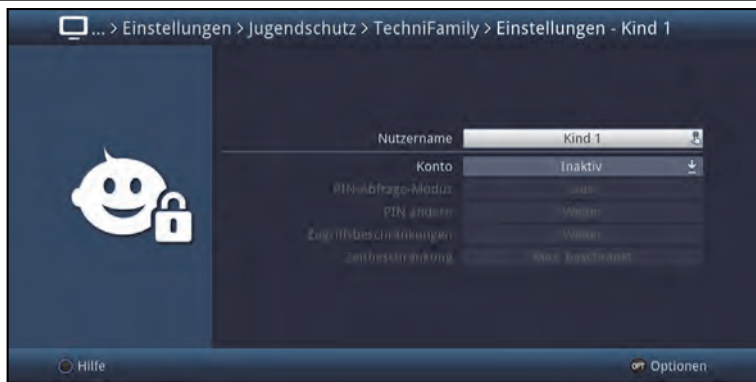 ... > Einstellungen > Jugendschutz > TechniFamily > Einstellungen - Kind 1
Nutzername Kind 1
Konto Inaktiv
PIN-Abfrage-Modus
PIN ändern Weiter
Zugriffsbeschränkungen Weiter
Zeitbeschränkung Max. beschränkt
Hilfe
OPT Optionen